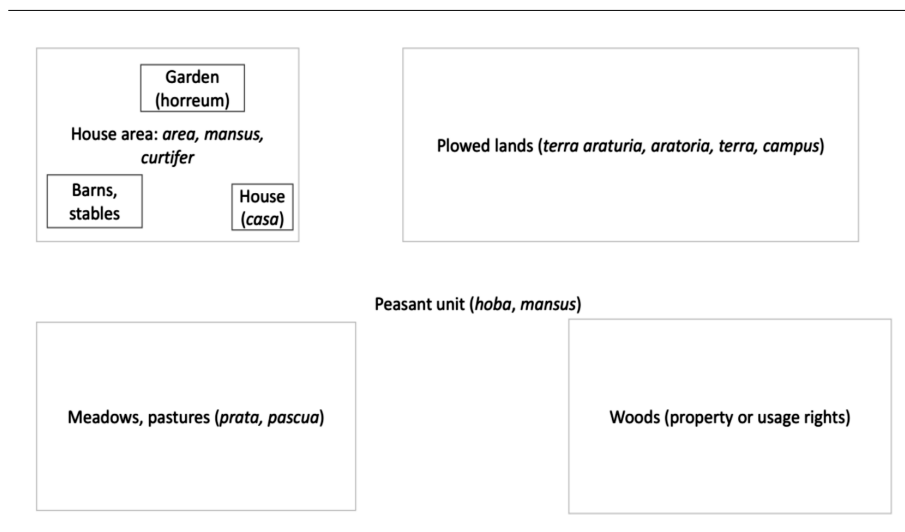 Garden
(horreum)
House area: area, mansus,
curtifer
Barns,
stables
House
(casa)
Plowed lands (terra araturia, aratoria, terra, campus)
Peasant unit (hoba, mansus)
Meadows, pastures (prata, pascua)
Woods (property or usage rights)